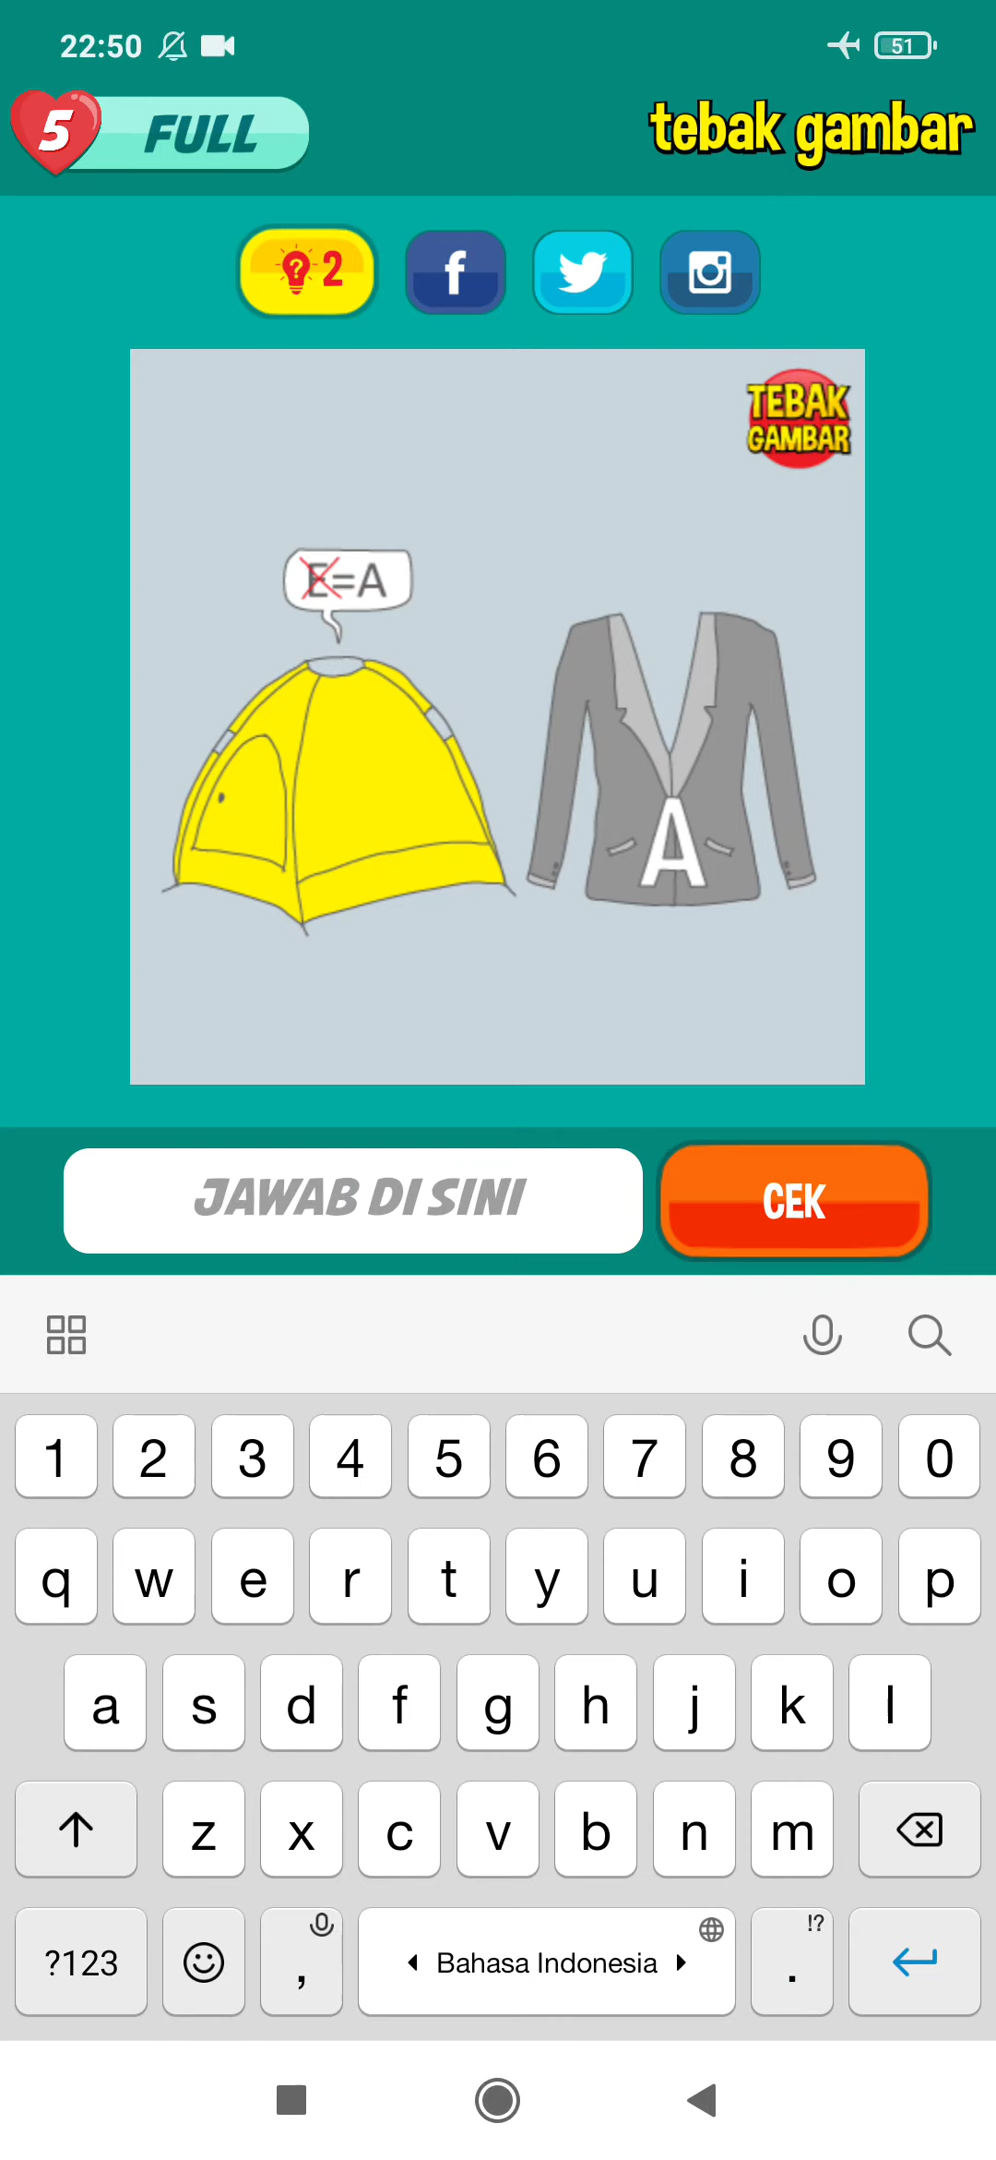 22:50
51
5 FULL
tebak gambar
2
TEBAK
GAMBAR
E=A
A
JAWAB DI SINI
CEK
1 2 3 4 5 6 7 8 9 0
q w e r t y u i o p
a s d f g h j k l
z x c v b n m
!?
?123 , Bahasa Indonesia .